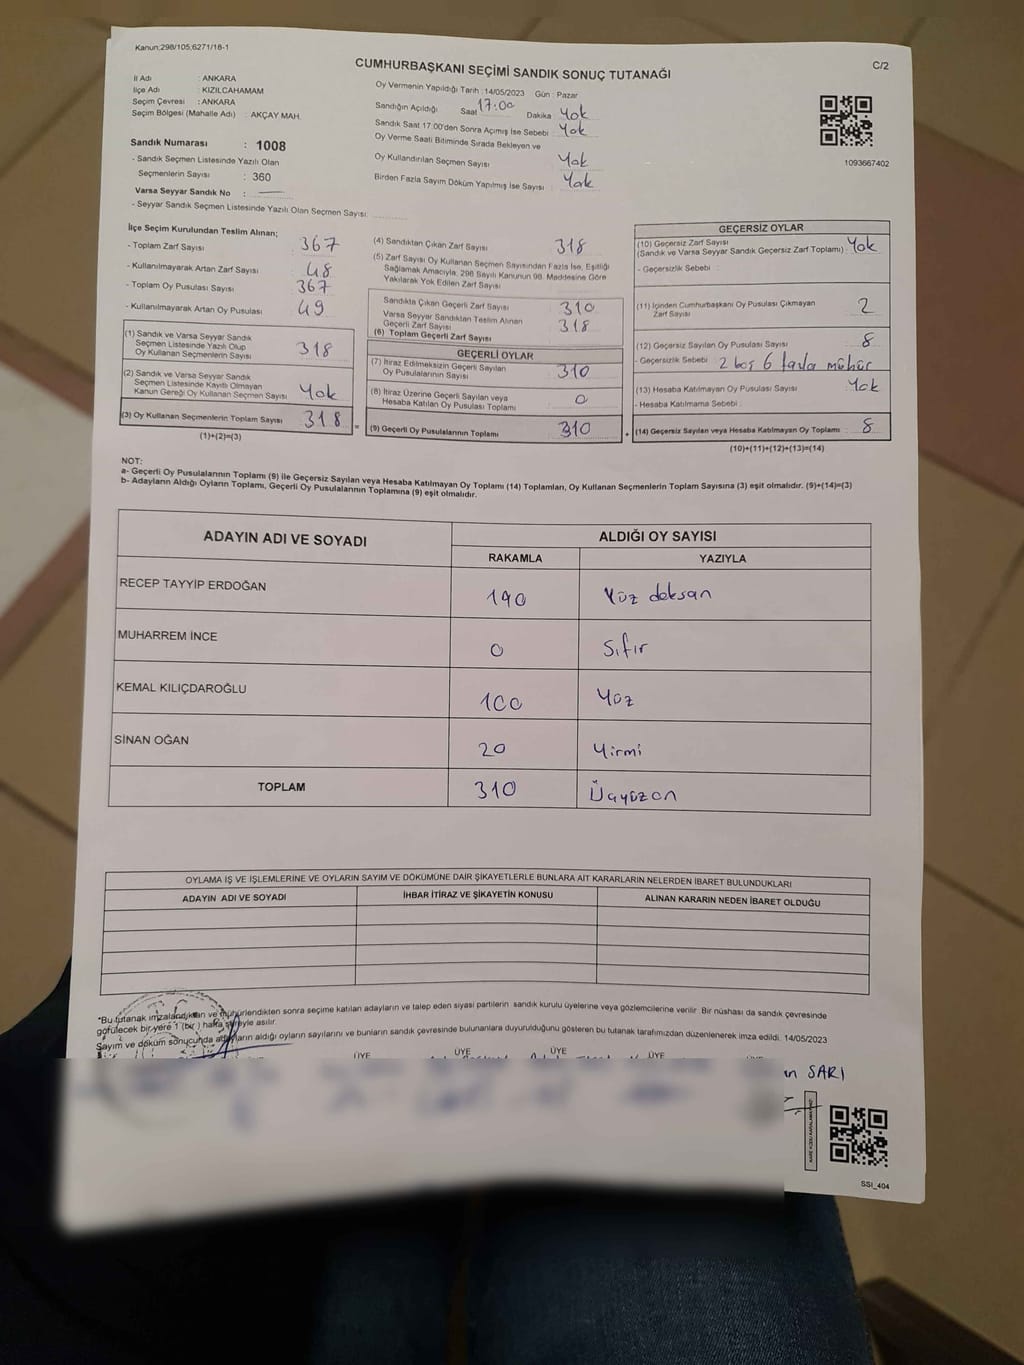 Kanun;298/105,6271/18-1
CUMHURBAŞKANI SEÇİMİ SANDIK SONUÇ TUTANAĞI
C/2
İl Adı : ANKARA
İlçe Adı : KIZILCAHAMAM
Seçim Çevresi : ANKARA
Seçim Bölgesi (Mahalle Adı) : AKÇAY MAH.
Sandık Numarası : 1008
- Sandık Seçmen Listesinde Yazılı Olan
Seçmenlerin Sayısı : 360
Varsa Seyyar Sandık No : —
- Seyyar Sandık Seçmen Listesinde Yazılı Olan Seçmen Sayısı:
Oy Vermenin Yapıldığı Tarih :14/05/2023 Gün : Pazar
Sandığın Açıldığı Saat 17:00 Dakika Yok
Sandık Saat 17.00'den Sonra Açımış İse Sebebi : Yok
Oy Verme Saati Bitiminde Sırada Bekleyen ve
Oy Kullandırılan Seçmen Sayısı Yok
Birden Fazla Sayım Döküm Yapılmış İse Sayısı : Yok
1093667402
İlçe Seçim Kurulundan Teslim Alınan;
- Toplam Zarf Sayısı 367
- Kullanılmayarak Artan Zarf Sayısı 48
- Toplam Oy Pusulası Sayısı 367
- Kullanılmayarak Artan Oy Pusulası 49
(1) Sandık ve Varsa Seyyar Sandık
Seçmen Listesinde Yazılı Olup
Oy Kullanan Seçmenlerin Sayısı 318
(2) Sandık ve Varsa Seyyar Sandık
Seçmen Listesinde Kayıtlı Olmayan
Kanun Gereği Oy Kullanan Seçmen Sayısı Yok
(3) Oy Kullanan Seçmenlerin Toplam Sayısı 318
(1)+(2)=(3)
(4) Sandıktan Çıkan Zarf Sayısı 318
(5) Zarf Sayısı Oy Kullanan Seçmen Sayısından Fazla İse, Eşitliği
Sağlamak Amacıyla, 298 Sayılı Kanunun 98. Maddesine Göre
Yakılarak Yok Edilen Zarf Sayısı
Sandıkta Çıkan Geçerli Zarf Sayısı 310
Varsa Seyyar Sandıktan Teslim Alınan
Geçerli Zarf Sayısı 318
(6) Toplam Geçerli Zarf Sayısı
GEÇERLİ OYLAR
(7) İtiraz Edilmeksizin Geçerli Sayılan
Oy Pusulalarının Sayısı 310
(8) İtiraz Üzerine Geçerli Sayılan veya
Hesaba Katılan Oy Pusulası Toplamı 0
=
(9) Geçerli Oy Pusulalarının Toplamı 310
+
GEÇERSİZ OYLAR
(10) Geçersiz Zarf Sayısı
(Sandık ve Varsa Seyyar Sandık Geçersiz Zarf Toplamı) : Yok
- Geçersizlik Sebebi :
(11) İçinden Cumhurbaşkanı Oy Pusulası Çıkmayan
Zarf Sayısı 2
(12) Geçersiz Sayılan Oy Pusulası Sayısı 8
- Geçersizlik Sebebi 2 boş 6 fazla mühür
(13) Hesaba Katılmayan Oy Pusulası Sayısı Yok
- Hesaba Katılmama Sebebi :
(14) Geçersiz Sayılan veya Hesaba Katılmayan Oy Toplamı : 8
(10)+(11)+(12)+(13)=(14)
NOT:
a- Geçerli Oy Pusulalarının Toplamı (9) ile Geçersiz Sayılan veya Hesaba Katılmayan Oy Toplamı (14) Toplamları, Oy Kullanan Seçmenlerin Toplam Sayısına (3) eşit olmalıdır. (9)+(14)=(3)
b- Adayların Aldığı Oyların Toplamı, Geçerli Oy Pusulalarının Toplamına (9) eşit olmalıdır.
ADAYIN ADI VE SOYADI
ALDIĞI OY SAYISI
RAKAMLA YAZIYLA
RECEP TAYYİP ERDOĞAN 190 Yüz doksan
MUHARREM İNCE 0 Sıfır
KEMAL KILIÇDAROĞLU 100 Yüz
SİNAN OĞAN 20 Yirmi
TOPLAM 310 Üçyüzon
OYLAMA İŞ VE İŞLEMLERİNE VE OYLARIN SAYIM VE DÖKÜMÜNE DAİR ŞİKAYETLERLE BUNLARA AİT KARARLARIN NELERDEN İBARET BULUNDUKLARI
ADAYIN ADI VE SOYADI İHBAR İTİRAZ VE ŞİKAYETİN KONUSU ALINAN KARARIN NEDEN İBARET OLDUĞU
*Bu tutanak imzalandıktan ve mühürlendikten sonra seçime katılan adayların ve talep eden siyasi partilerin sandık kurulu üyelerine veya gözlemcilerine verilir. Bir nüshası da sandık çevresinde
görülecek bir yere 1 (bir) hafta süreyle asılır.
Sayım ve döküm sonucunda adayların aldığı oyların sayılarını ve bunların sandık çevresinde bulunanlara duyurulduğunu gösteren bu tutanak tarafımızdan düzenlenerek imza edildi. 14/05/2023
ÜYE ÜYE ÜYE ÜYE
SARI
SSI_404